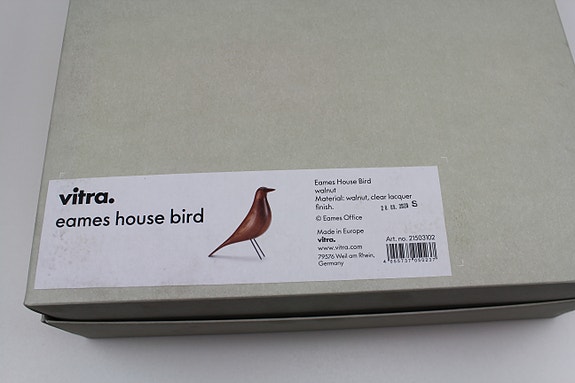 vitra.
eames house bird
Eames House Bird
walnut
Material: walnut, clear lacquer
finish.
S
© Eames Office
Made in Europe
vitra.
www.vitra.com
79576 Weil am Rhein,
Germany
Art. no. 21503102